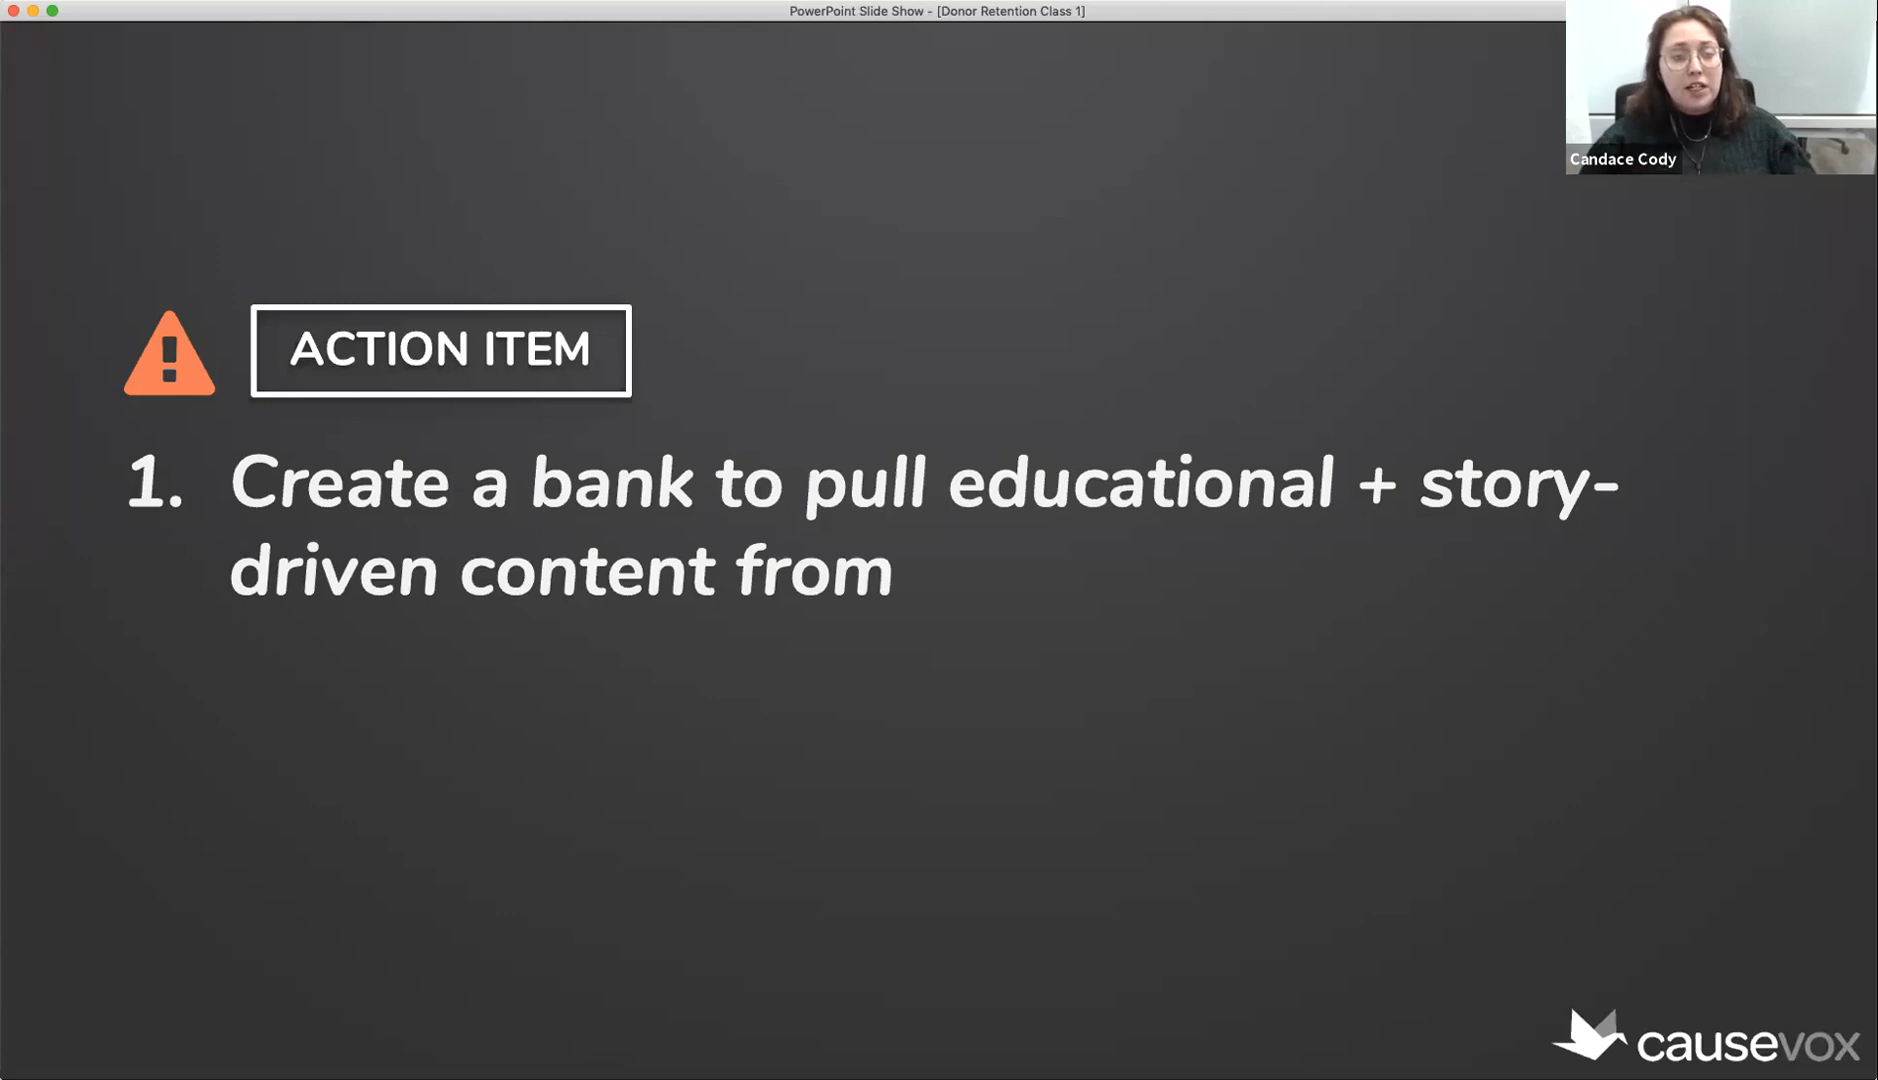 PowerPoint Slide Show - [Donor Retention Class 1]
Candace Cody
ACTION ITEM
1. Create a bank to pull educational + story-
driven content from
causevox